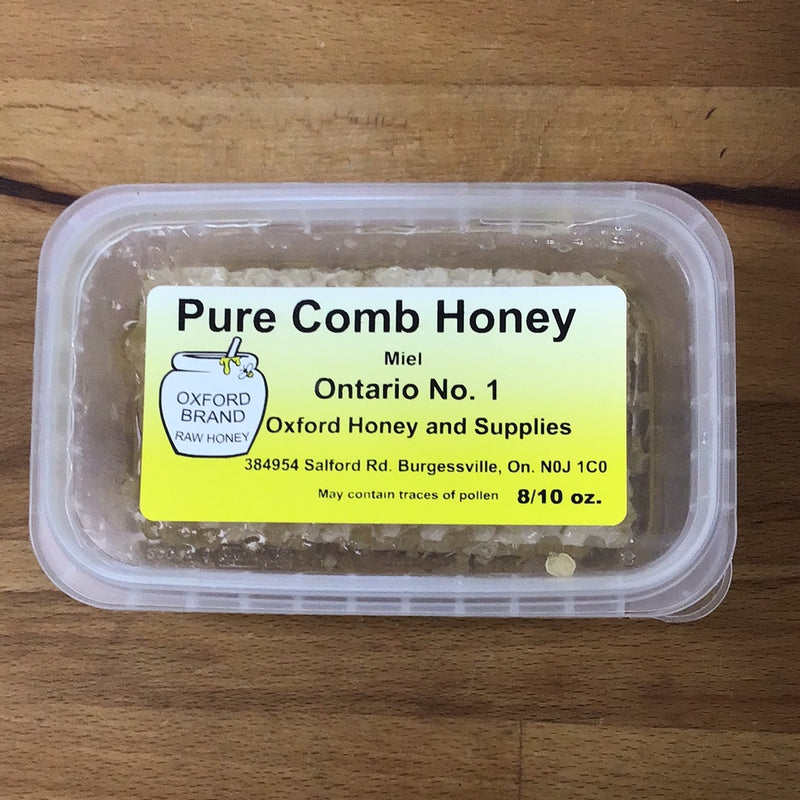 Pure Comb Honey
Miel
Ontario No. 1
OXFORD
BRAND
RAW HONEY
Oxford Honey and Supplies
384954 Salford Rd. Burgessville, On. N0J 1C0
May contain traces of pollen 8/10 oz.